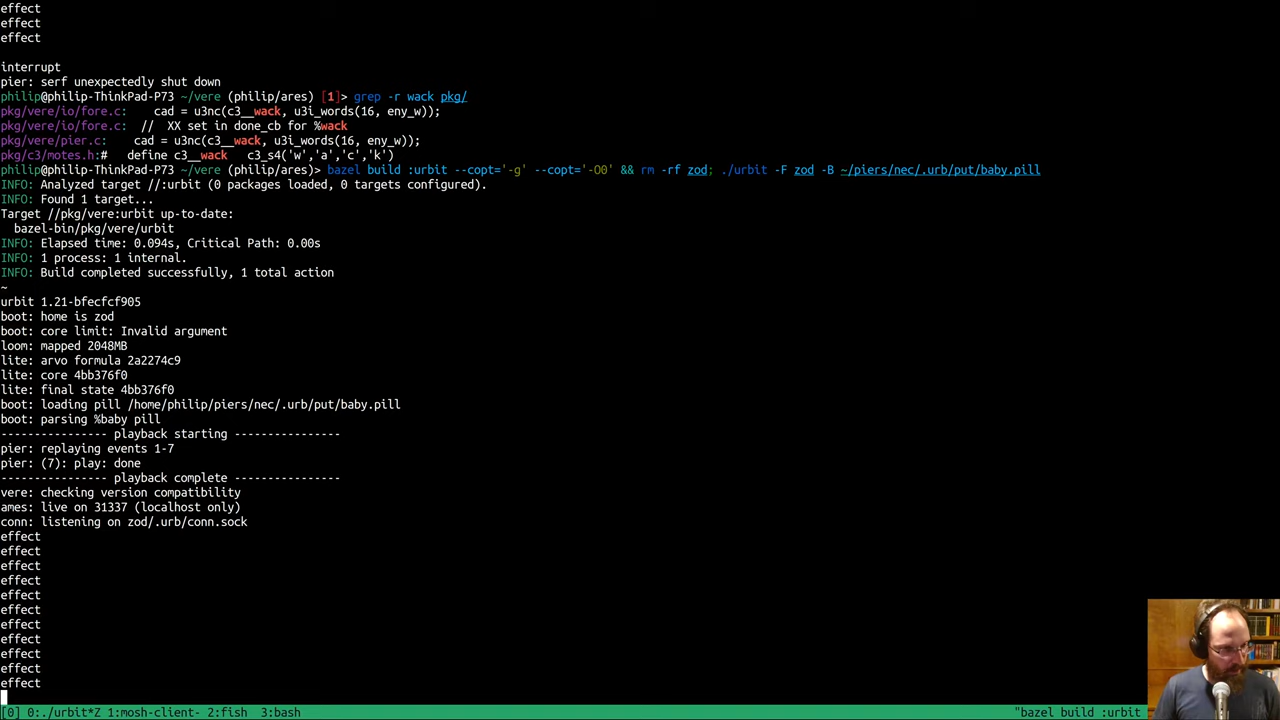 effect
effect
effect
interrupt
pier: serf unexpectedly shut down
philip@philip-ThinkPad-P73 ~/vere (philip/ares) [1]> grep -r wack pkg/
pkg/vere/io/fore.c:    cad = u3nc(c3__wack, u3i_words(16, eny_w));
pkg/vere/io/fore.c:  //  XX set in done_cb for %wack
pkg/vere/pier.c:    cad = u3nc(c3__wack, u3i_words(16, eny_w));
pkg/c3/motes.h:#   define c3__wack   c3_s4('w','a','c','k')
philip@philip-ThinkPad-P73 ~/vere (philip/ares)> bazel build :urbit --copt='-g' --copt='-O0' && rm -rf zod; ./urbit -F zod -B ~/piers/nec/.urb/put/baby.pill
INFO: Analyzed target //:urbit (0 packages loaded, 0 targets configured).
INFO: Found 1 target...
Target //pkg/vere:urbit up-to-date:
  bazel-bin/pkg/vere/urbit
INFO: Elapsed time: 0.094s, Critical Path: 0.00s
INFO: 1 process: 1 internal.
INFO: Build completed successfully, 1 total action
~
urbit 1.21-bfecfcf905
boot: home is zod
boot: core limit: Invalid argument
loom: mapped 2048MB
lite: arvo formula 2a2274c9
lite: core 4bb376f0
lite: final state 4bb376f0
boot: loading pill /home/philip/piers/nec/.urb/put/baby.pill
boot: parsing %baby pill
---------------- playback starting ----------------
pier: replaying events 1-7
pier: (7): play: done
---------------- playback complete ----------------
vere: checking version compatibility
ames: live on 31337 (localhost only)
conn: listening on zod/.urb/conn.sock
effect
effect
effect
effect
effect
effect
effect
effect
effect
effect
effect
[0] 0:./urbit*Z 1:mosh-client- 2:fish  3:bash "bazel build :urbit